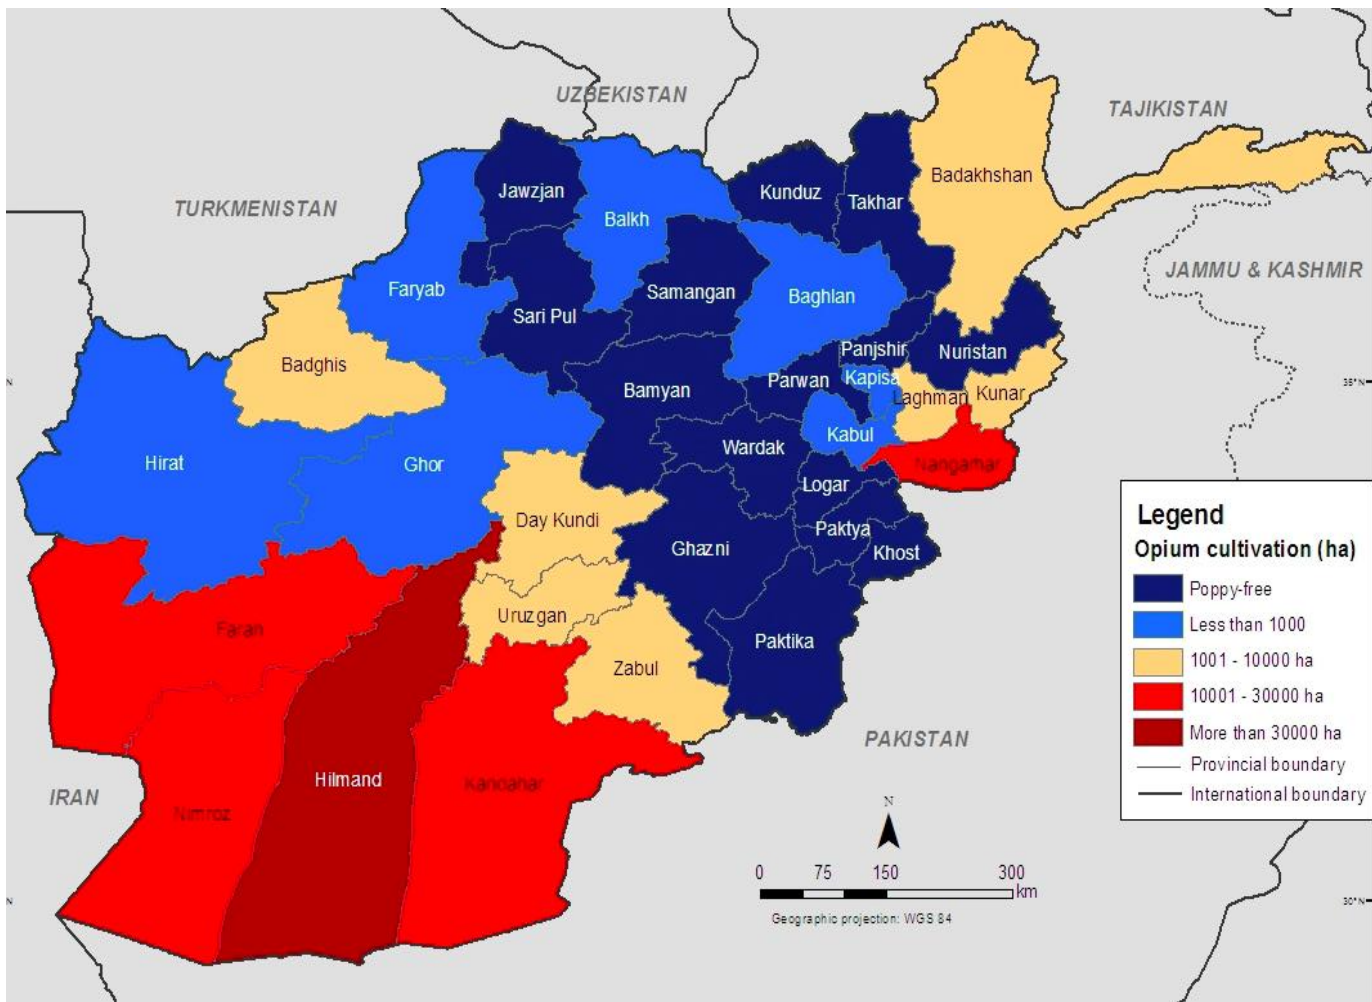 UZBEKISTAN
TAJIKISTAN
TURKMENISTAN
JAMMU & KASHMIR
Jawzjan
Balkh
Kunduz
Takhar
Badakhshan
Faryab
Sari Pul
Samangan
Baghlan
Badghis
Panjshir
Nuristan
Bamyan
Parwan
Kapisa
Laghman
Kunar
35°
Hirat
Ghor
Wardak
Kabul
Nangarhar
Day Kundi
Logar
Ghazni
Paktya
Khost
Uruzgan
Faran
Zabul
Paktika
Hilmand
Kandahar
Nimroz
IRAN
PAKISTAN
Legend
Opium cultivation (ha)
Poppy-free
Less than 1000
1001 - 10000 ha
10001 - 30000 ha
More than 30000 ha
Provincial boundary
International boundary
N
0 75 150 300
km
Geographic projection: WGS 84
30°